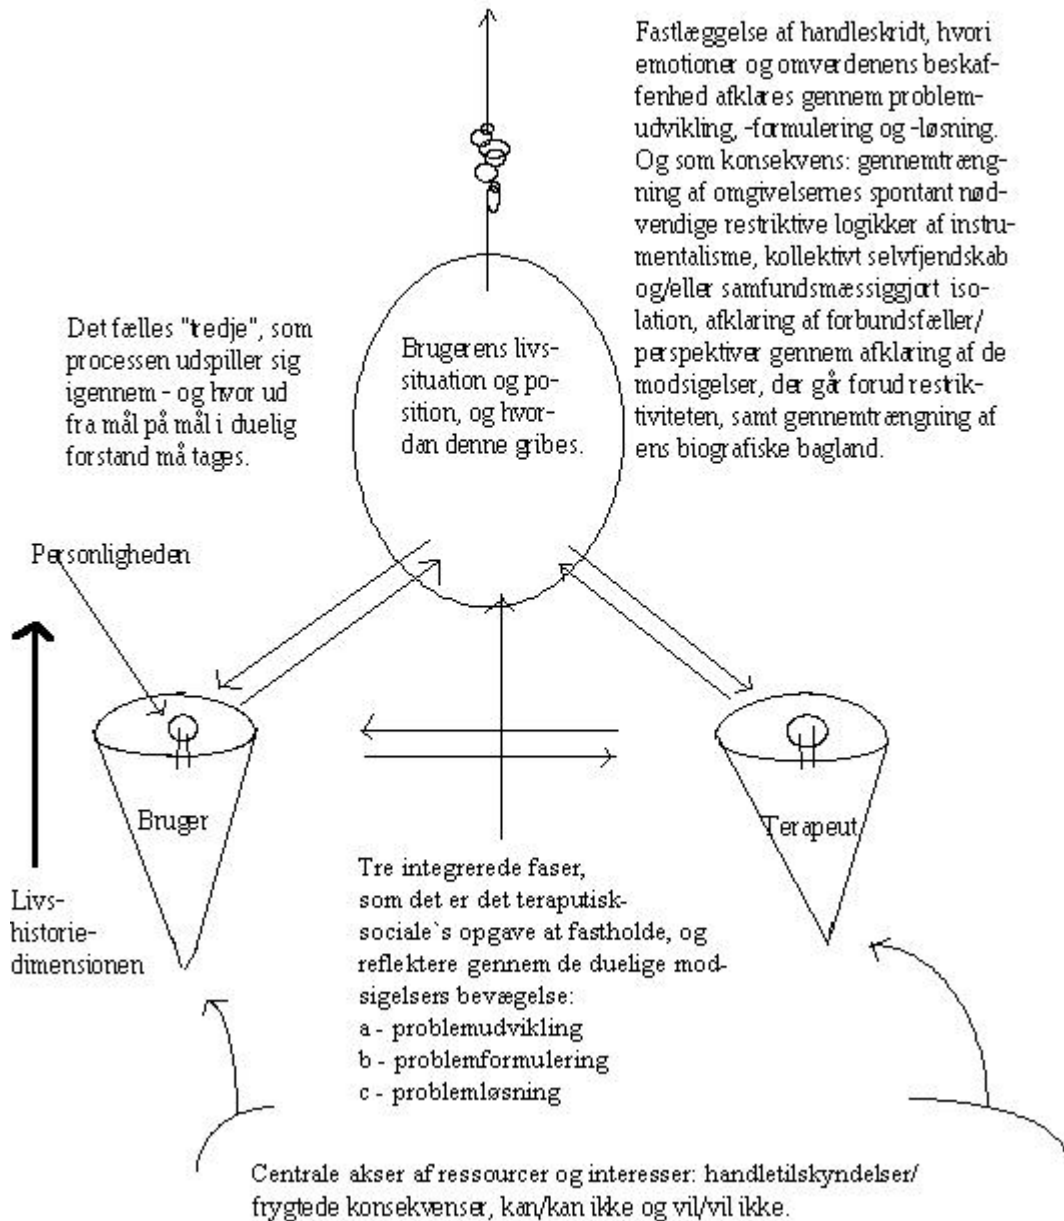 Fastlæggelse af handleskridt, hvori
emotioner og omverdenens beskaf-
fenhed afklares gennem problem-
udvikling, -formulering og -løsning.
Og som konsekvens: gennemtræng-
ning af omgivelsernes spontant nød-
vendige restriktive logikker af instru-
mentalisme, kollektivt selvfjendskab
og/eller samfundsmæssiggjort iso-
lation, afklaring af forbundsfæller/
perspektiver gennem afklaring af de
modsigelser, der går forud restrik-
tiviteten, samt gennemtrængning af
ens biografiske bagland.
Det fælles "tredje", som
processen udspiller sig
igennem - og hvor ud
fra mål på mål i duelig
forstand må tages.
Brugerens livs-
situation og po-
sition, og hvor-
dan denne gribes.
Personligheden
Bruger
Terapeut
Livs-
historie-
dimensionen
Tre integrerede faser,
som det er det teraputisk-
sociale`s opgave at fastholde, og
reflektere gennem de duelige mod-
sigelsers bevægelse:
a - problemudvikling
b - problemformulering
c - problemløsning
Centrale akser af ressourcer og interesser: handletilskyndelser/
frygtede konsekvenser, kan/kan ikke og vil/vil ikke.